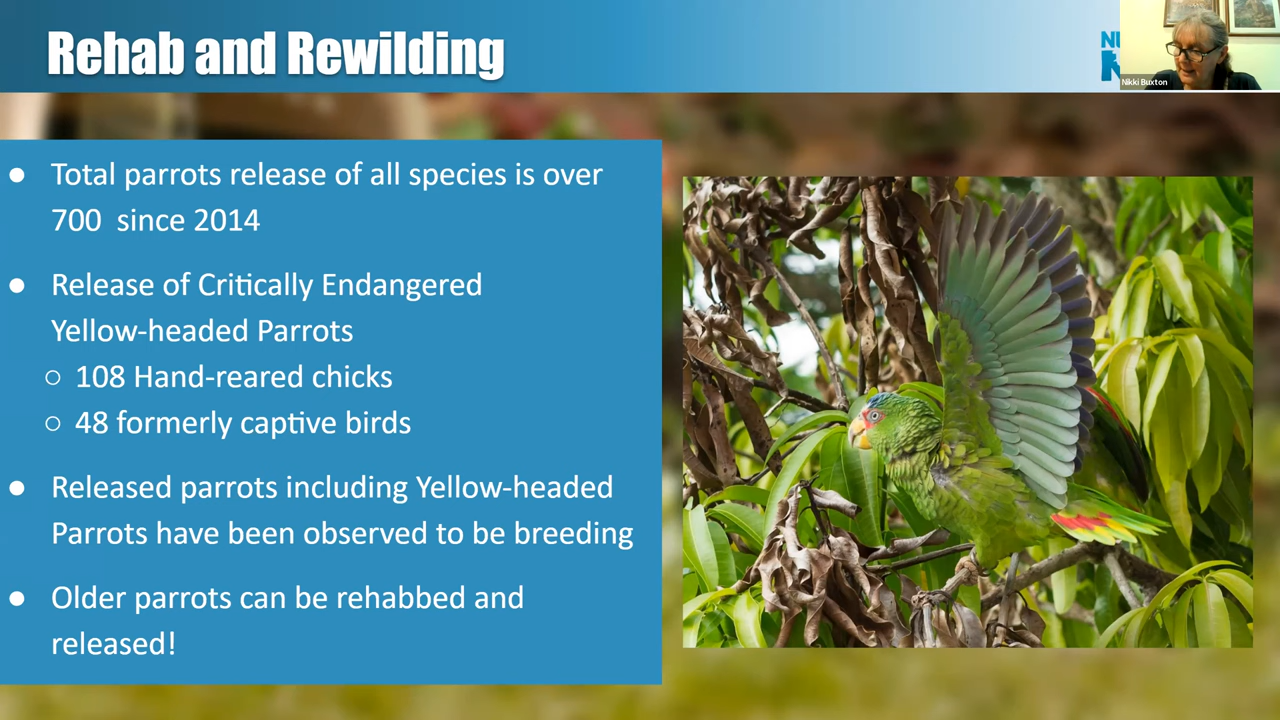 Rehab and Rewilding
Nikki Buxton
● Total parrots release of all species is over
700 since 2014
● Release of Critically Endangered
Yellow-headed Parrots
○ 108 Hand-reared chicks
○ 48 formerly captive birds
● Released parrots including Yellow-headed
Parrots have been observed to be breeding
● Older parrots can be rehabbed and
released!